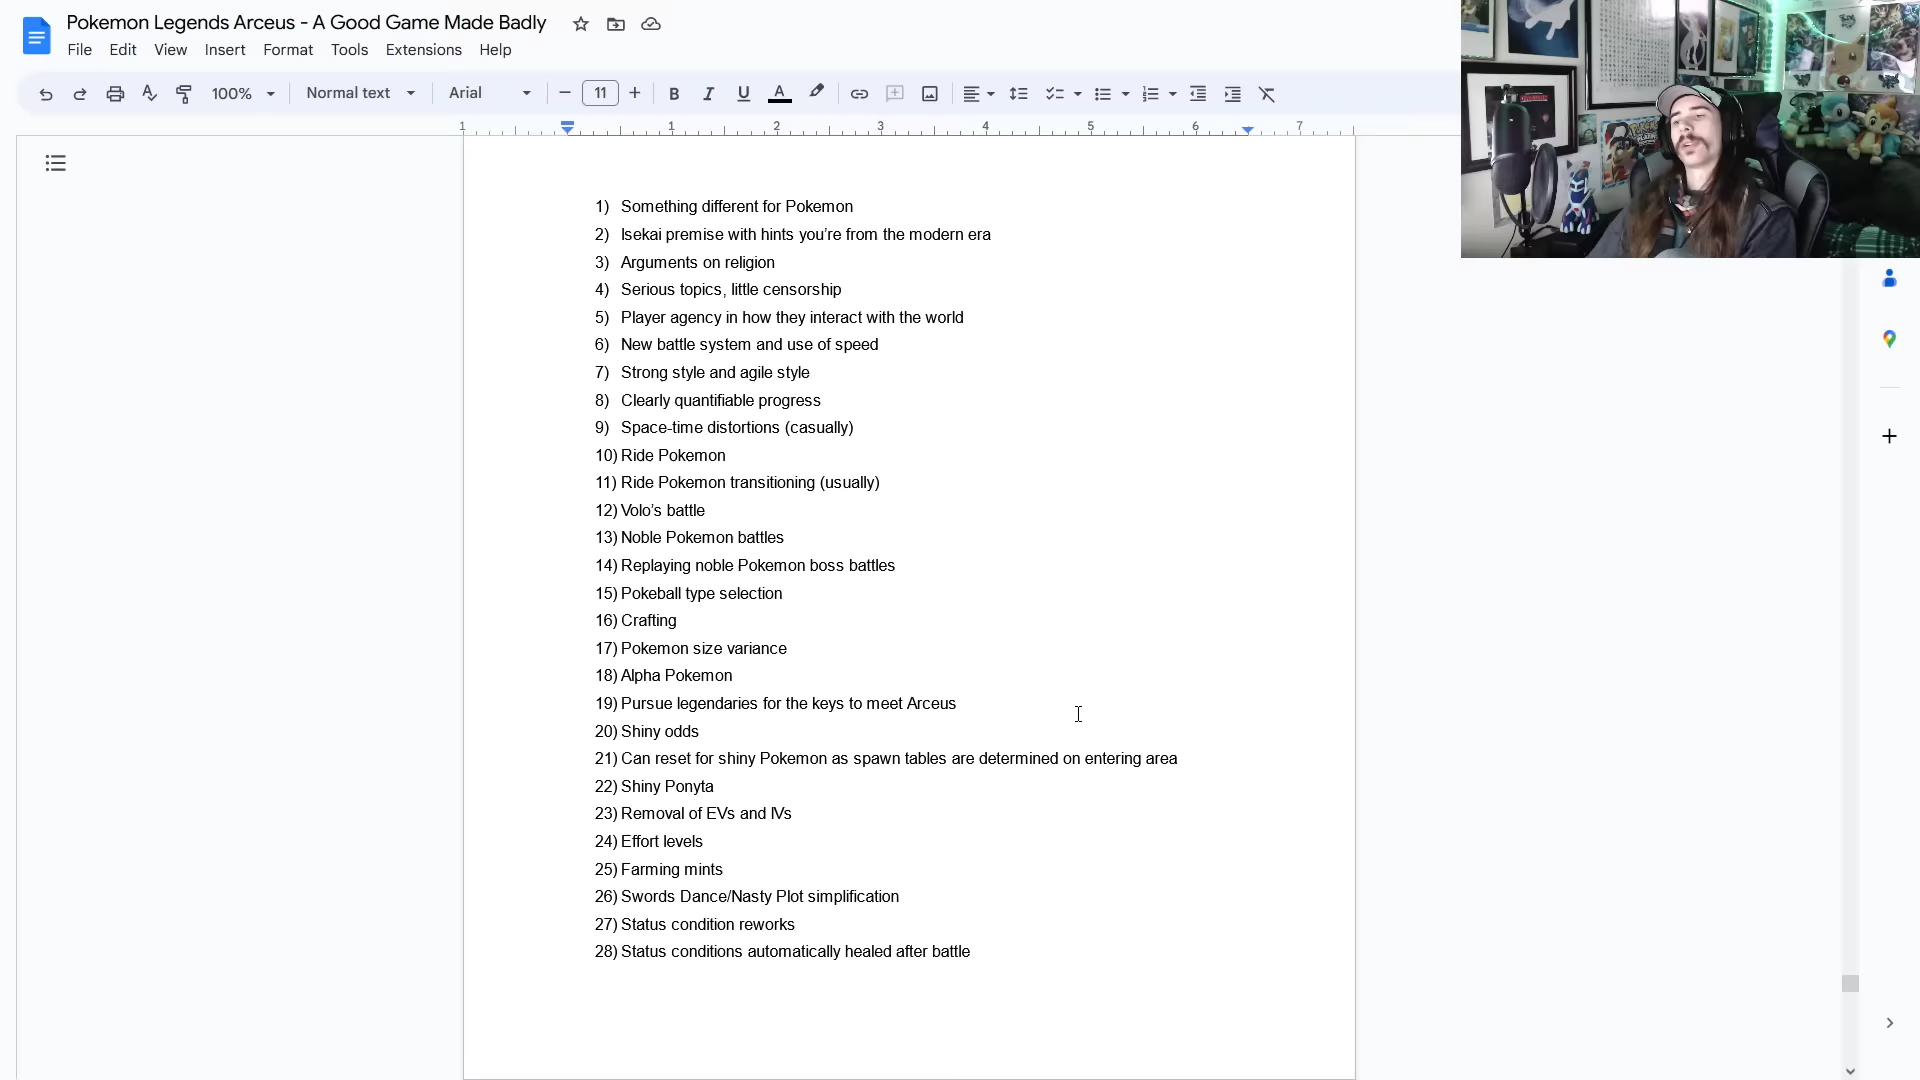 Pokemon Legends Arceus - A Good Game Made Badly
File Edit View Insert Format Tools Extensions Help
100% Normal text Arial 11 B I U A
1 1 2 3 4 5 6 7
1) Something different for Pokemon
2) Isekai premise with hints you’re from the modern era
3) Arguments on religion
4) Serious topics, little censorship
5) Player agency in how they interact with the world
6) New battle system and use of speed
7) Strong style and agile style
8) Clearly quantifiable progress
9) Space-time distortions (casually)
10) Ride Pokemon
11) Ride Pokemon transitioning (usually)
12) Volo’s battle
13) Noble Pokemon battles
14) Replaying noble Pokemon boss battles
15) Pokeball type selection
16) Crafting
17) Pokemon size variance
18) Alpha Pokemon
19) Pursue legendaries for the keys to meet Arceus
20) Shiny odds
21) Can reset for shiny Pokemon as spawn tables are determined on entering area
22) Shiny Ponyta
23) Removal of EVs and IVs
24) Effort levels
25) Farming mints
26) Swords Dance/Nasty Plot simplification
27) Status condition reworks
28) Status conditions automatically healed after battle